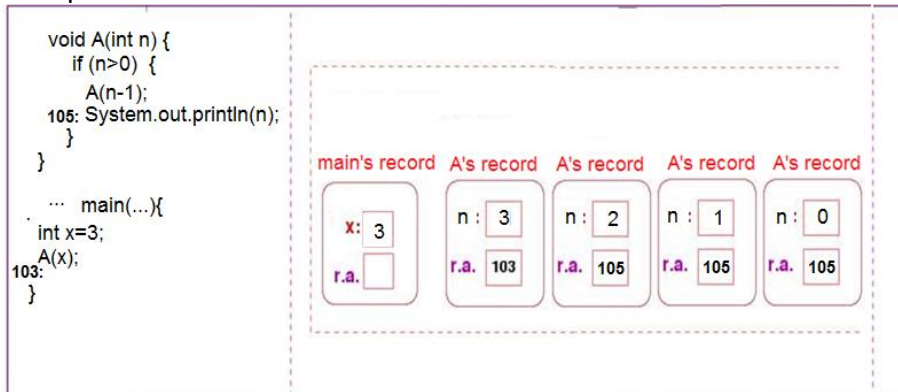 void A(int n) {
if (n>0) {
A(n-1);
105: System.out.println(n);
}
}
... main(...){
int x=3;
A(x);
103:
}
main's record A's record A's record A's record A's record
x: 3 n : 3 n : 2 n : 1 n : 0
r.a. r.a. 103 r.a. 105 r.a. 105 r.a. 105